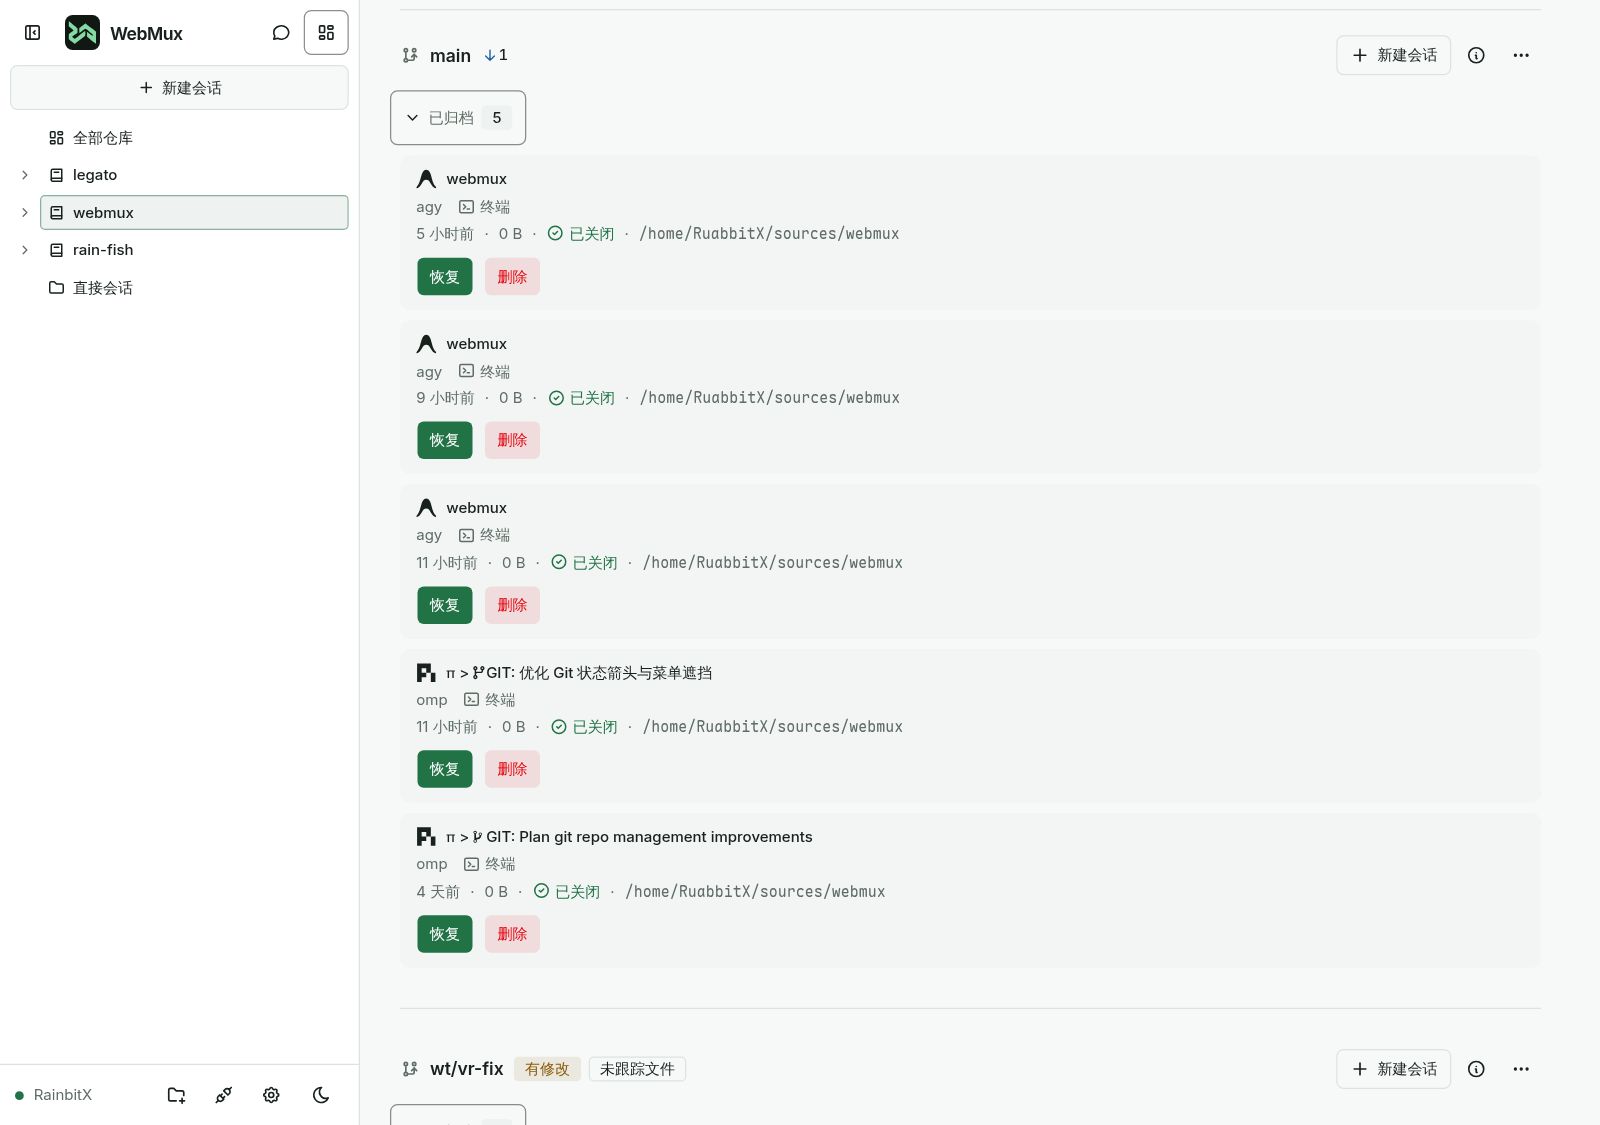 WebMux
新建会话
全部仓库
legato
webmux
rain-fish
直接会话
RainbitX
main ↓1
新建会话
已归档 5
webmux
agy 终端
5 小时前 · 0 B · 已关闭 · /home/RuabbitX/sources/webmux
恢复 删除
webmux
agy 终端
9 小时前 · 0 B · 已关闭 · /home/RuabbitX/sources/webmux
恢复 删除
webmux
agy 终端
11 小时前 · 0 B · 已关闭 · /home/RuabbitX/sources/webmux
恢复 删除
π > GIT: 优化 Git 状态箭头与菜单遮挡
omp 终端
11 小时前 · 0 B · 已关闭 · /home/RuabbitX/sources/webmux
恢复 删除
π > GIT: Plan git repo management improvements
omp 终端
4 天前 · 0 B · 已关闭 · /home/RuabbitX/sources/webmux
恢复 删除
wt/vr-fix 有修改 未跟踪文件
新建会话